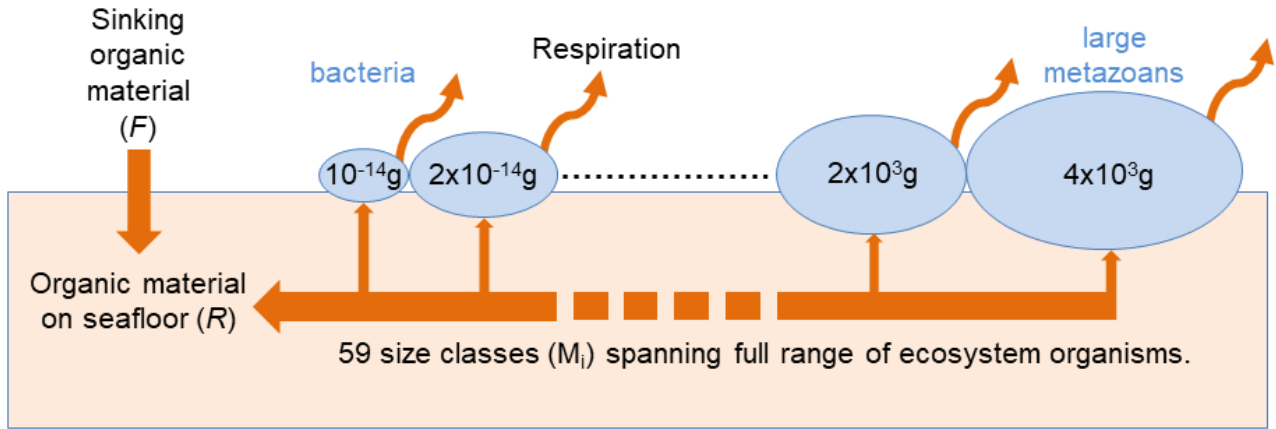 Sinking
organic
material
(F)
bacteria
Respiration
large
metazoans
10⁻¹⁴g
2x10⁻¹⁴g
2x10³g
4x10³g
Organic material
on seafloor (R)
59 size classes (Mᵢ) spanning full range of ecosystem organisms.